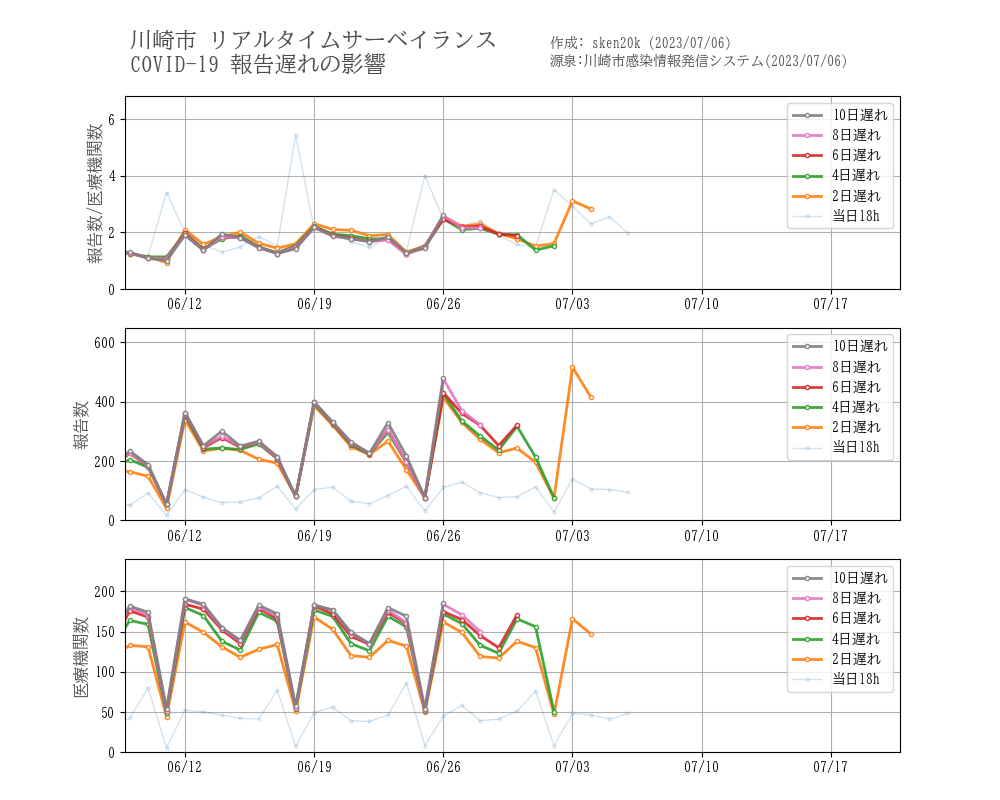 川崎市 リアルタイムサーベイランス
COVID-19 報告遅れの影響
作成: sken20k (2023/07/06)
源泉:川崎市感染情報発信システム(2023/07/06)
報告数/医療機関数
6
4
2
0
10日遅れ
8日遅れ
6日遅れ
4日遅れ
2日遅れ
当日18h
06/12 06/19 06/26 07/03 07/10 07/17
報告数
600
400
200
0
10日遅れ
8日遅れ
6日遅れ
4日遅れ
2日遅れ
当日18h
06/12 06/19 06/26 07/03 07/10 07/17
医療機関数
200
150
100
50
0
10日遅れ
8日遅れ
6日遅れ
4日遅れ
2日遅れ
当日18h
06/12 06/19 06/26 07/03 07/10 07/17